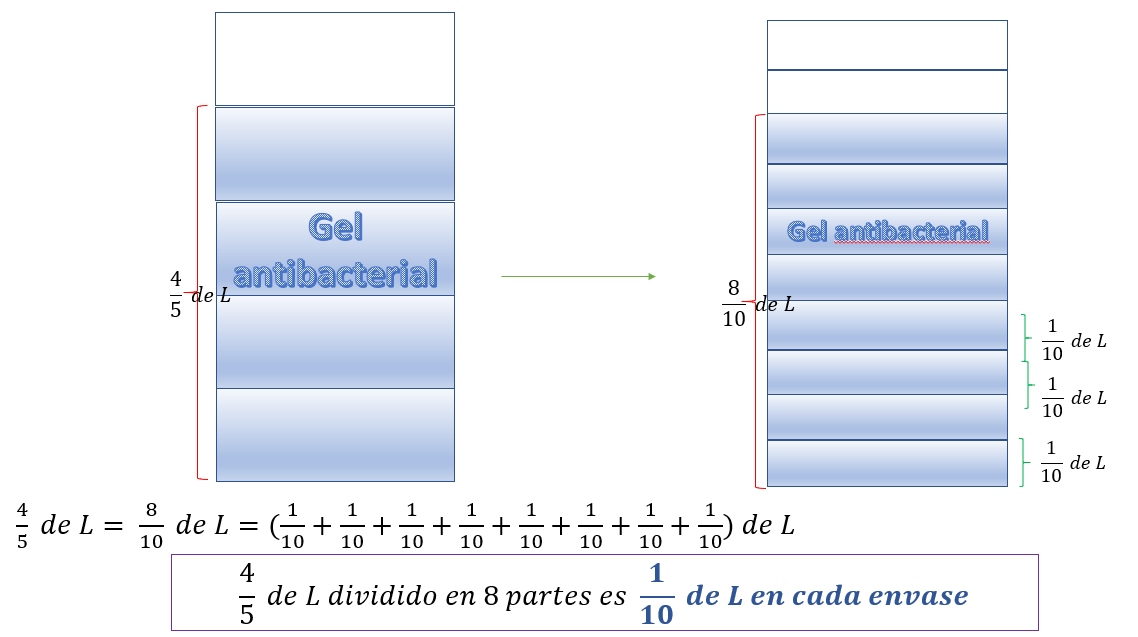 Gel
antibacterial
4/5 de L
Gel antibacterial
8/10 de L
1/10 de L
1/10 de L
1/10 de L
4/5 de L = 8/10 de L = (1/10 + 1/10 + 1/10 + 1/10 + 1/10 + 1/10 + 1/10 + 1/10) de L
4/5 de L dividido en 8 partes es 1/10 de L en cada envase